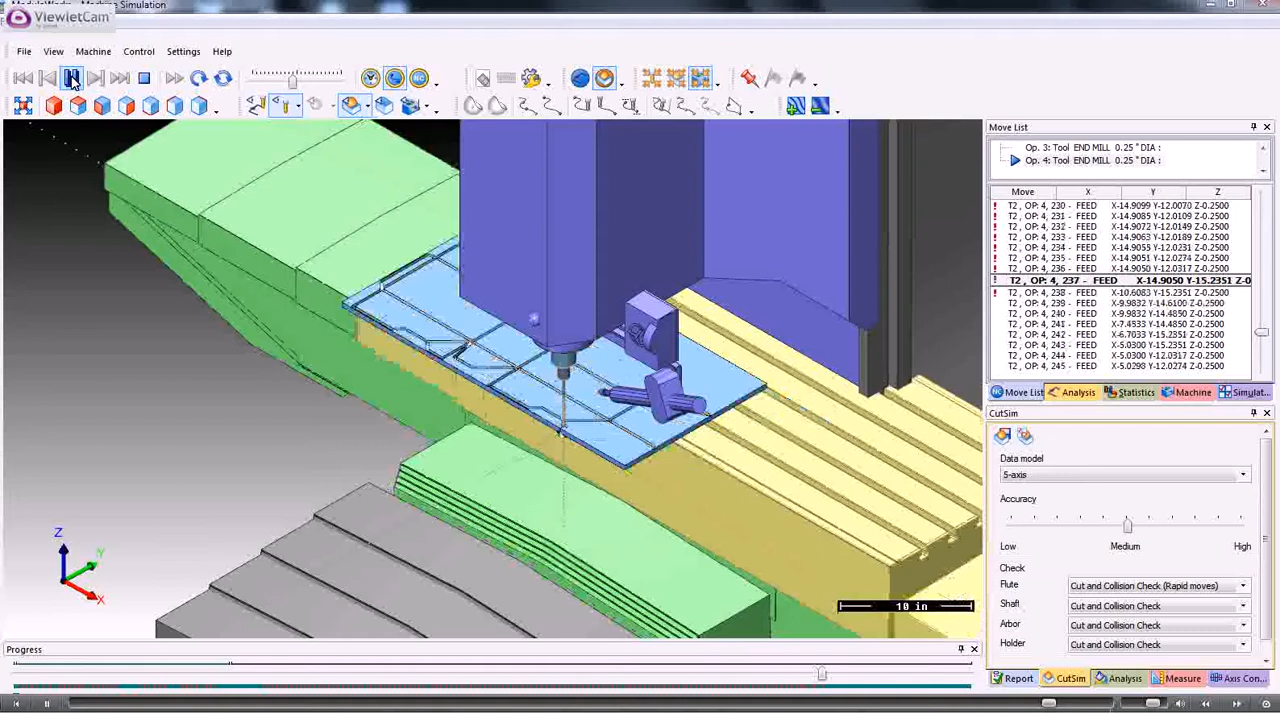 Machine Simulation
ViewletCam
File View Machine Control Settings Help
NC
Move List
Op. 3: Tool END MILL 0.25 " DIA :
Op. 4: Tool END MILL 0.25 " DIA :
Move X Y Z
! T2 , OP: 4, 230 - FEED X-14.9099 Y-12.0070 Z-0.2500
! T2 , OP: 4, 231 - FEED X-14.9085 Y-12.0109 Z-0.2500
! T2 , OP: 4, 232 - FEED X-14.9072 Y-12.0149 Z-0.2500
! T2 , OP: 4, 233 - FEED X-14.9063 Y-12.0189 Z-0.2500
! T2 , OP: 4, 234 - FEED X-14.9055 Y-12.0231 Z-0.2500
! T2 , OP: 4, 235 - FEED X-14.9051 Y-12.0274 Z-0.2500
! T2 , OP: 4, 236 - FEED X-14.9050 Y-12.0317 Z-0.2500
! T2 , OP: 4, 237 - FEED X-14.9050 Y-15.2351 Z-0
! T2 , OP: 4, 238 - FEED X-10.6083 Y-15.2351 Z-0.2500
T2 , OP: 4, 239 - FEED X-9.9832 Y-14.6100 Z-0.2500
T2 , OP: 4, 240 - FEED X-9.9583 Y-14.4850 Z-0.2500
T2 , OP: 4, 241 - FEED X-7.4533 Y-14.4850 Z-0.2500
T2 , OP: 4, 242 - FEED X-6.7033 Y-15.2351 Z-0.2500
T2 , OP: 4, 243 - FEED X-5.0300 Y-15.2351 Z-0.2500
T2 , OP: 4, 244 - FEED X-5.0300 Y-12.0317 Z-0.2500
T2 , OP: 4, 245 - FEED X-5.0298 Y-12.0274 Z-0.2500
Move List Analysis Statistics Machine Simulat...
CutSim
Data model
5-axis
Accuracy
Low Medium High
Check
Flute Cut and Collision Check (Rapid moves)
Shaft Cut and Collision Check
Arbor Cut and Collision Check
Holder Cut and Collision Check
Report CutSim Analysis Measure Axis Con...
Z
Y
X
10 in
Progress